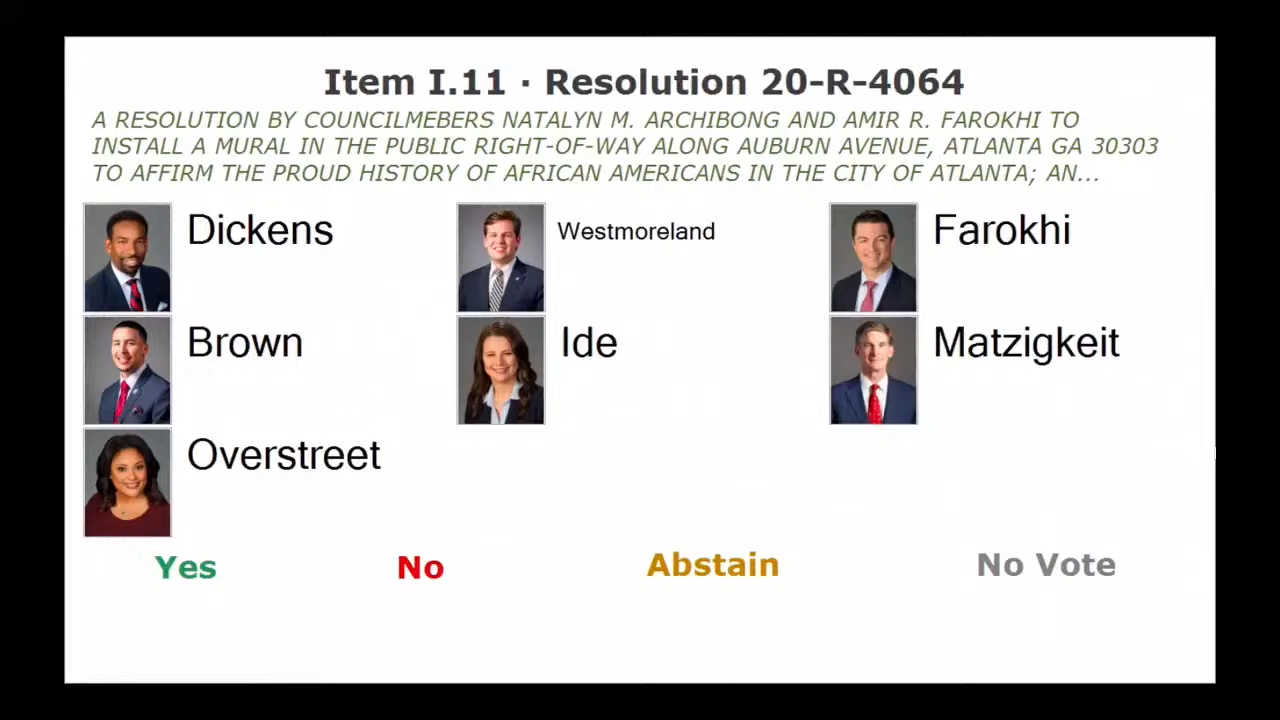 Item I.11 · Resolution 20-R-4064
A RESOLUTION BY COUNCILMEBERS NATALYN M. ARCHIBONG AND AMIR R. FAROKHI TO
INSTALL A MURAL IN THE PUBLIC RIGHT-OF-WAY ALONG AUBURN AVENUE, ATLANTA GA 30303
TO AFFIRM THE PROUD HISTORY OF AFRICAN AMERICANS IN THE CITY OF ATLANTA; AN...
Dickens
Westmoreland
Farokhi
Brown
Ide
Matzigkeit
Overstreet
Yes
No
Abstain
No Vote